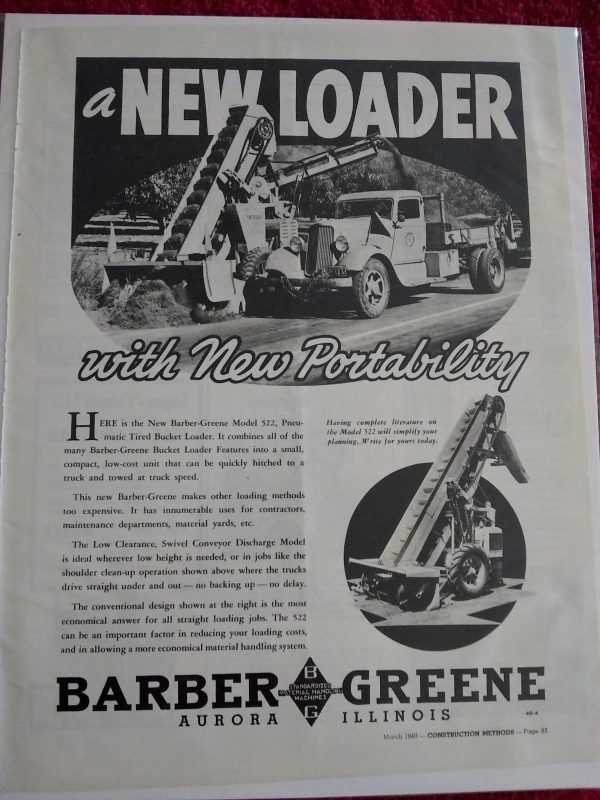 a NEW LOADER
with New Portability
HERE is the New Barber-Greene Model 522, Pneu-
matic Tired Bucket Loader. It combines all of the
many Barber-Greene Bucket Loader Features into a small,
compact, low-cost unit that can be quickly hitched to a
truck and towed at truck speed.
This new Barber-Greene makes other loading methods
too expensive. It has innumerable uses for contractors,
maintenance departments, material yards, etc.
The Low Clearance, Swivel Conveyor Discharge Model
is ideal wherever low height is needed, or in jobs like the
shoulder clean-up operation shown above where the trucks
drive straight under and out — no backing up — no delay.
The conventional design shown at the right is the most
economical answer for all straight loading jobs. The 522
can be an important factor in reducing your loading costs,
and in allowing a more economical material handling system.
Having complete literature on
the Model 522 will simplify your
planning. Write for yours today.
BARBER GREENE
B
STANDARDIZED
MATERIAL HANDLING
MACHINES
G
AURORA ILLINOIS
40-4
March 1940 — CONSTRUCTION METHODS — Page 83